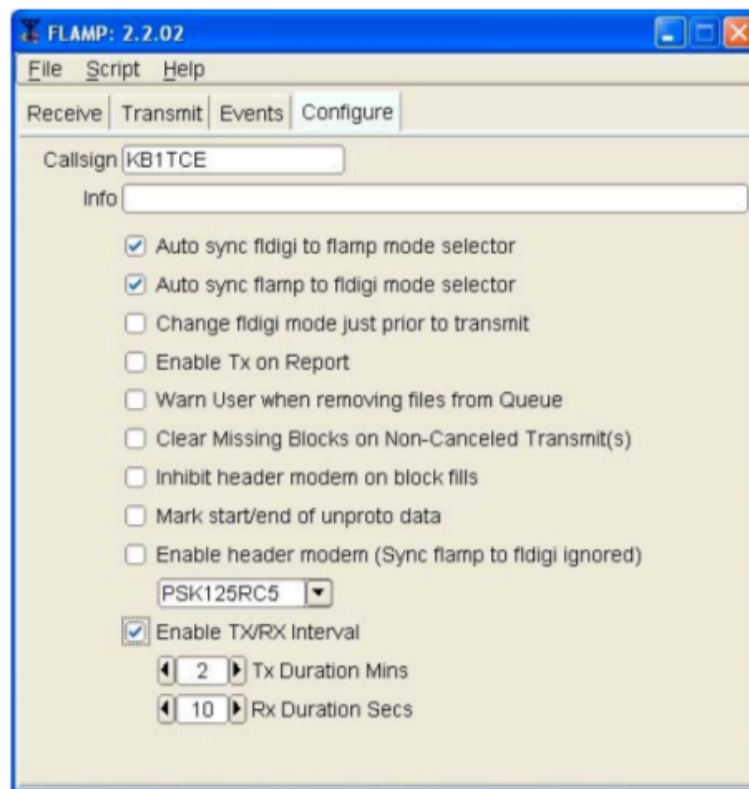 FLAMP: 2.2.02
File Script Help
Receive Transmit Events Configure
Callsign KB1TCE
Info
Auto sync fldigi to flamp mode selector
Auto sync flamp to fldigi mode selector
Change fldigi mode just prior to transmit
Enable Tx on Report
Warn User when removing files from Queue
Clear Missing Blocks on Non-Canceled Transmit(s)
Inhibit header modem on block fills
Mark start/end of unproto data
Enable header modem (Sync flamp to fldigi ignored)
PSK125RC5
Enable TX/RX Interval
2 Tx Duration Mins
10 Rx Duration Secs